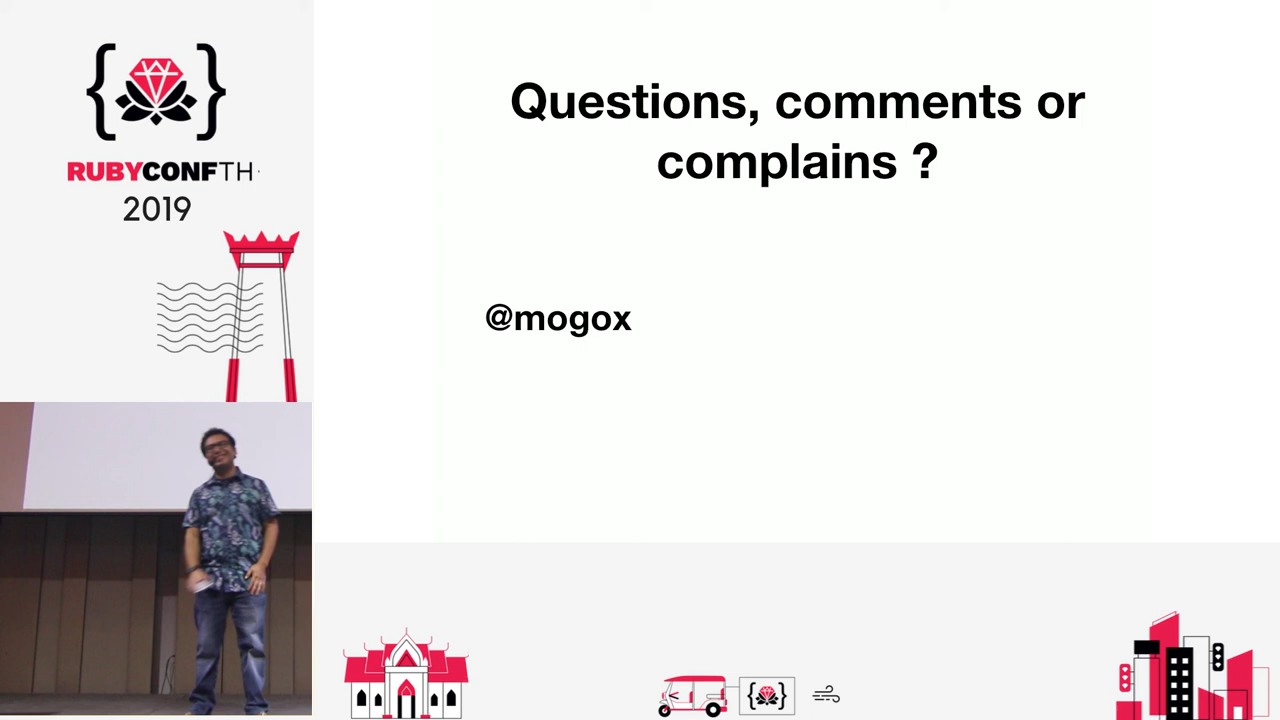 RUBYCONFTH
2019
Questions, comments or
complains ?
@mogox